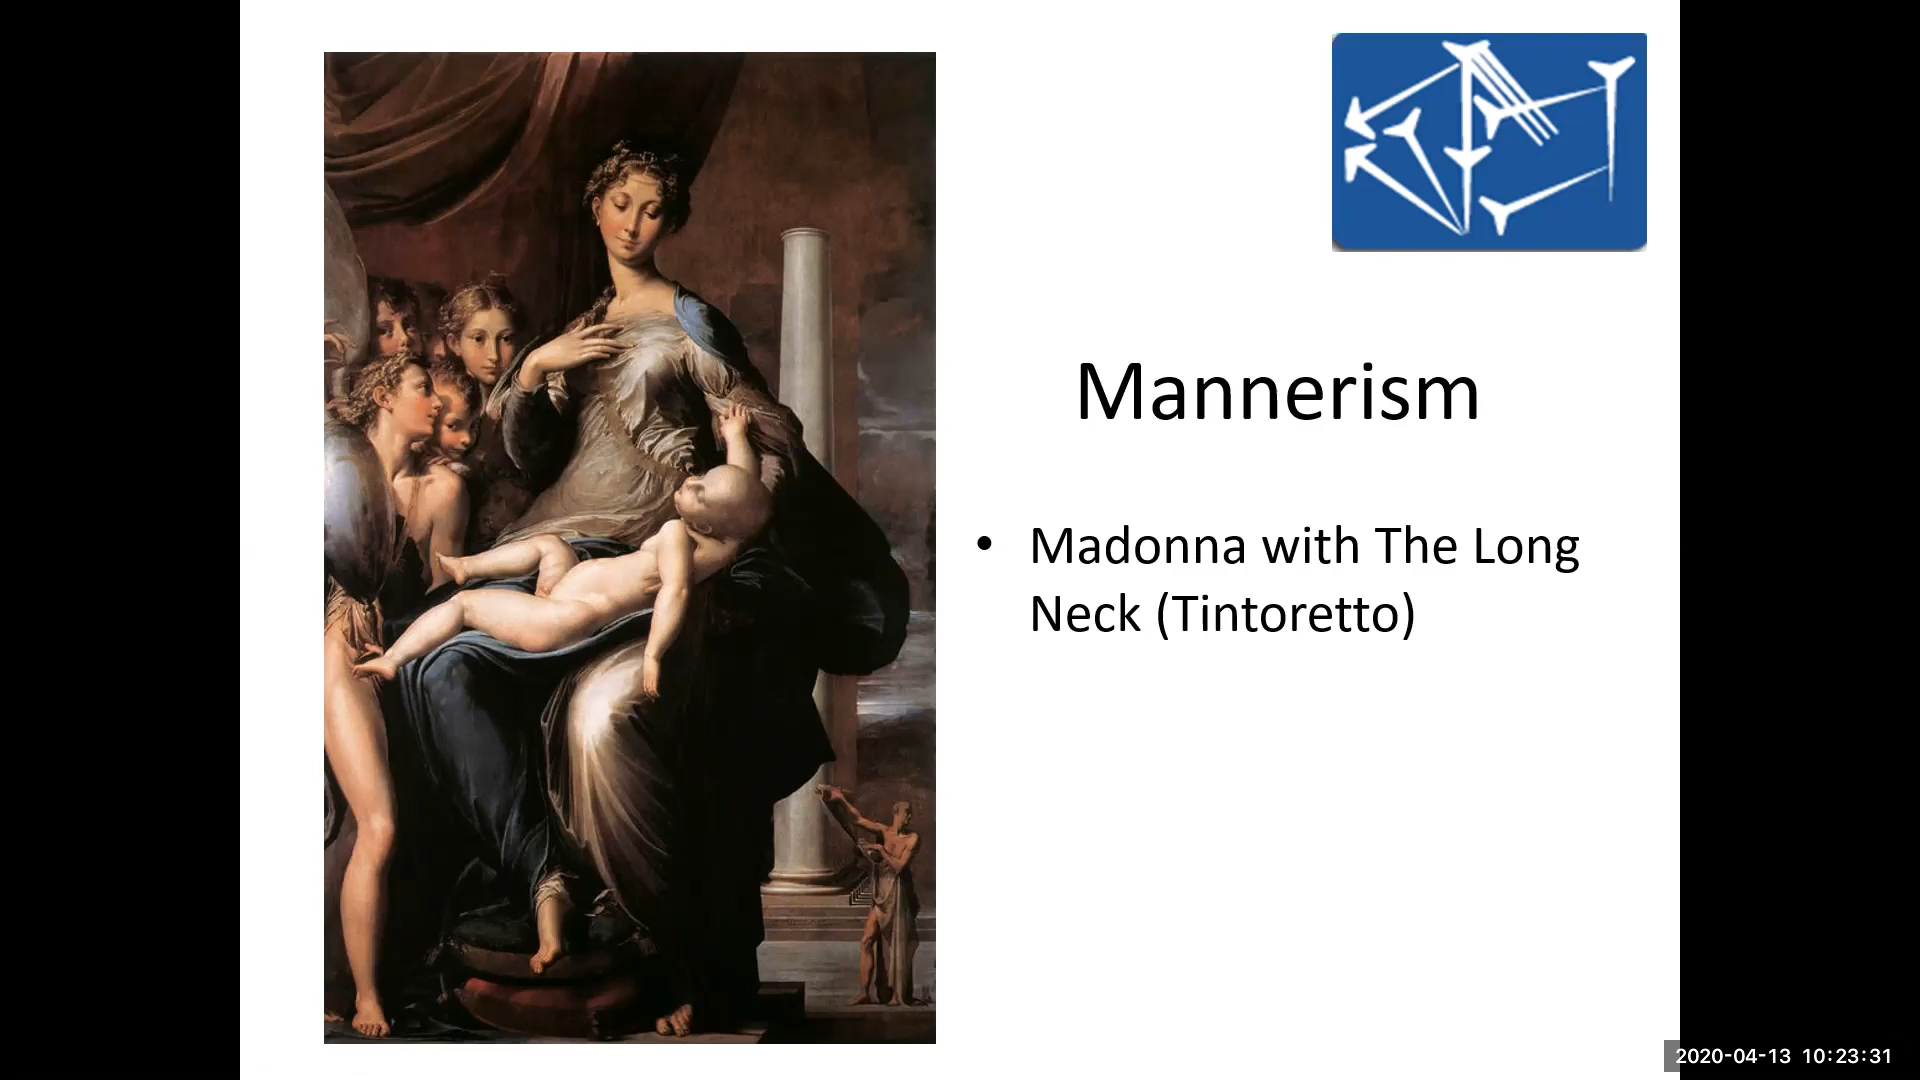 Mannerism
• Madonna with The Long
Neck (Tintoretto)
2020-04-13 10:23:31